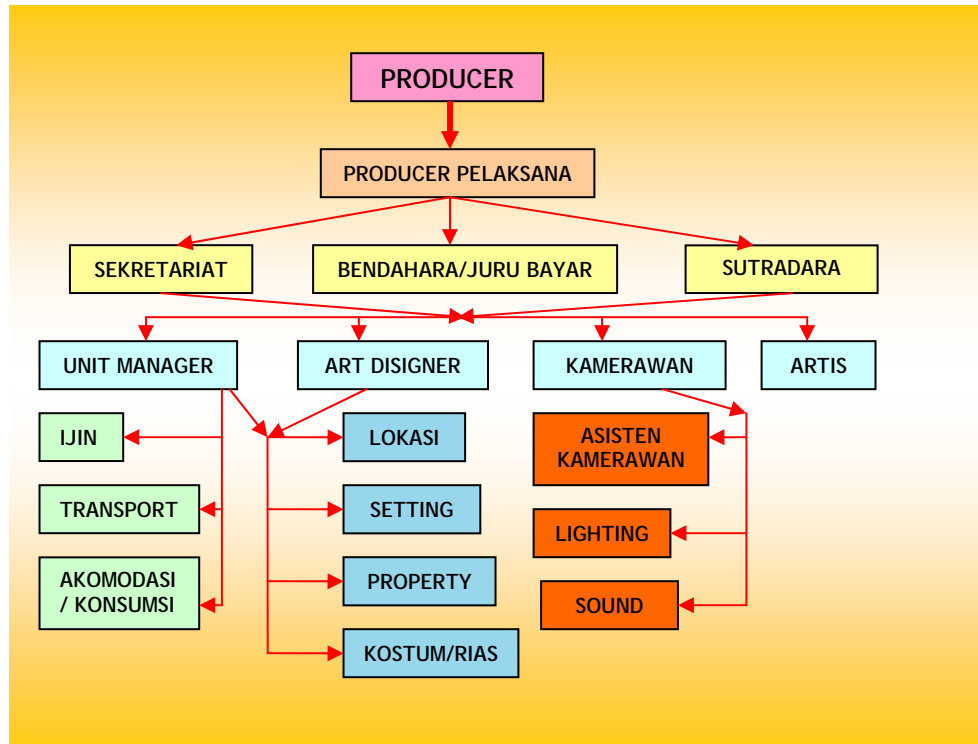 PRODUCER
PRODUCER PELAKSANA
SEKRETARIAT
BENDAHARA/JURU BAYAR
SUTRADARA
UNIT MANAGER
ART DISIGNER
KAMERAWAN
ARTIS
IJIN
TRANSPORT
AKOMODASI
/ KONSUMSI
LOKASI
SETTING
PROPERTY
KOSTUM/RIAS
ASISTEN
KAMERAWAN
LIGHTING
SOUND